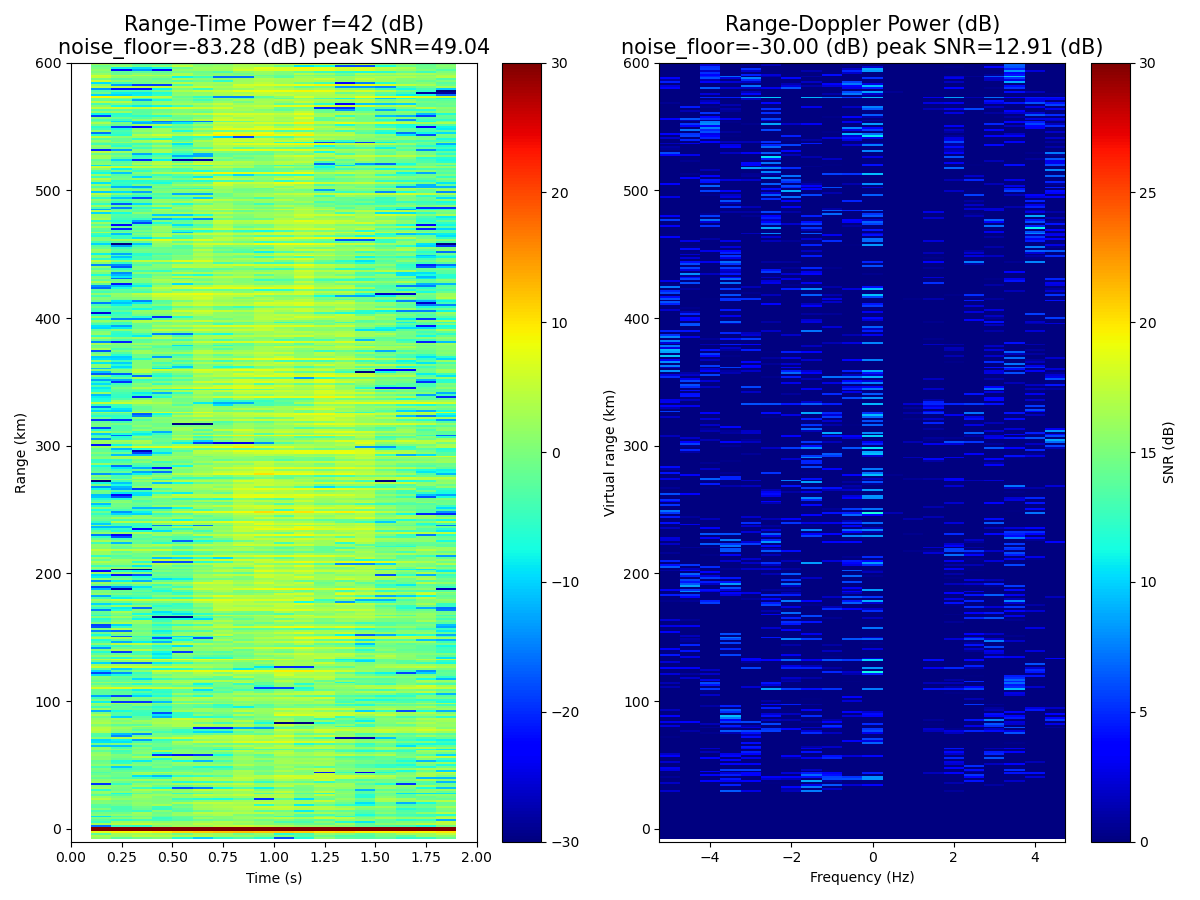 Range-Time Power f=42 (dB)
noise_floor=-83.28 (dB) peak SNR=49.04
Range (km)
600
500
400
300
200
100
0
0.00 0.25 0.50 0.75 1.00 1.25 1.50 1.75 2.00
Time (s)
30
20
10
0
−10
−20
−30
Range-Doppler Power (dB)
noise_floor=-30.00 (dB) peak SNR=12.91 (dB)
Virtual range (km)
600
500
400
300
200
100
0
−4 −2 0 2 4
Frequency (Hz)
30
25
20
15
10
5
0
SNR (dB)